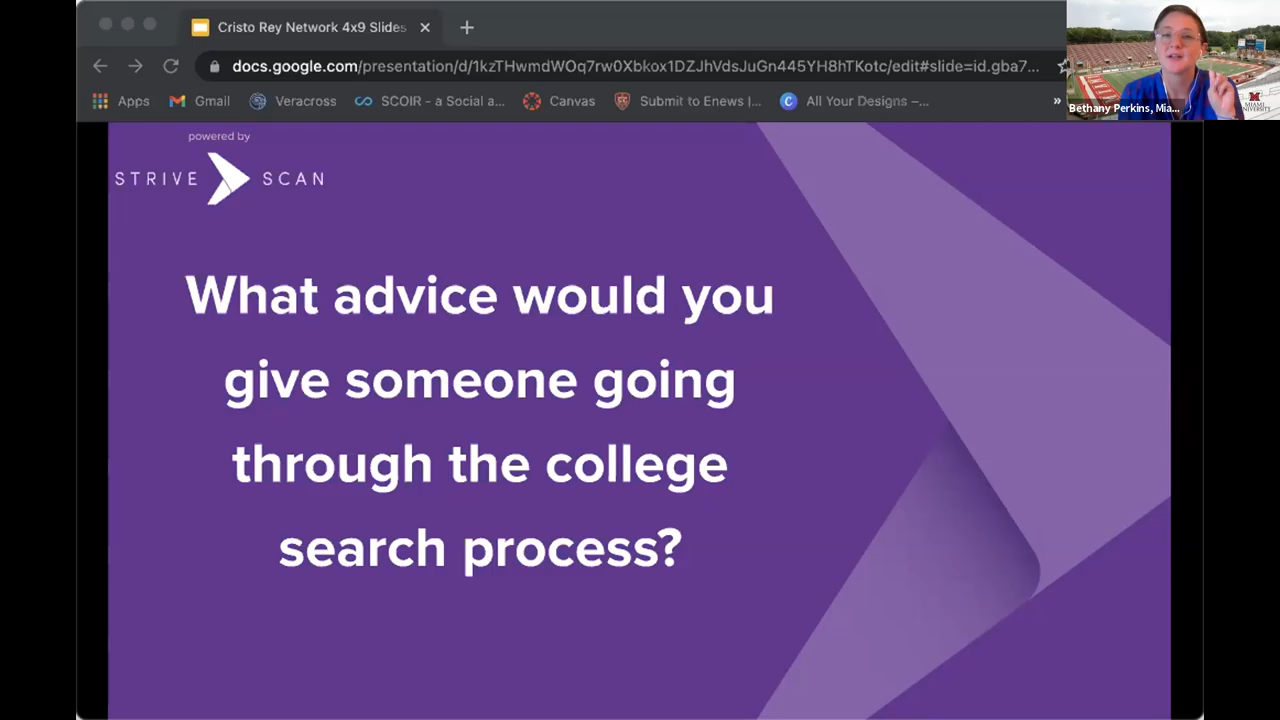 Cristo Rey Network 4x9 Slides
docs.google.com/presentation/d/1kzTHwmdWOq7rw0Xbkox1DZJhVdsJuGn445YH8hTKotc/edit#slide=id.gba7...
Apps Gmail Veracross SCOIR - a Social a... Canvas Submit to Enews |... All Your Designs –... »
Bethany Perkins, Mia...
MIAMI
UNIVERSITY
powered by
STRIVE SCAN
What advice would you
give someone going
through the college
search process?